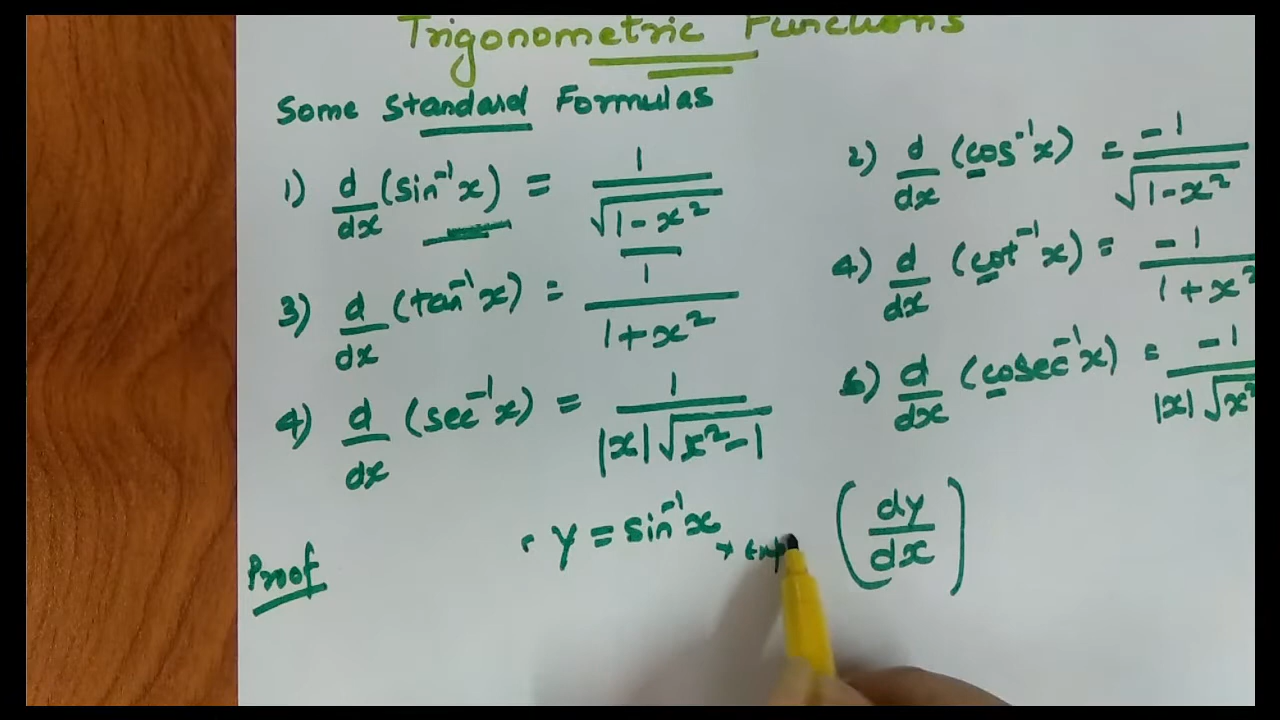 Trigonometric Functions
Some Standard Formulas
1) d/dx (sin⁻¹x) = 1/√(1-x²)
2) d/dx (cos⁻¹x) = -1/√(1-x²)
3) d/dx (tan⁻¹x) = 1/(1+x²)
4) d/dx (cot⁻¹x) = -1/(1+x²)
4) d/dx (sec⁻¹x) = 1/(|x|√(x²-1))
6) d/dx (cosec⁻¹x) = -1/(|x|√x²
y = sin⁻¹x (dy/dx)
Proof